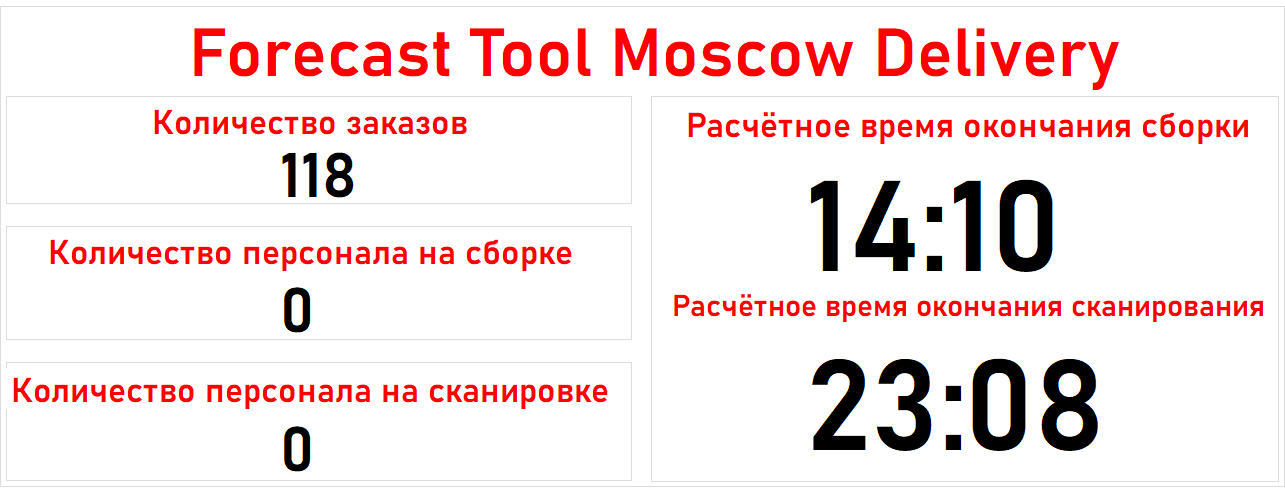 Forecast Tool Moscow Delivery
Количество заказов
118
Количество персонала на сборке
0
Количество персонала на сканировке
0
Расчётное время окончания сборки
14:10
Расчётное время окончания сканирования
23:08